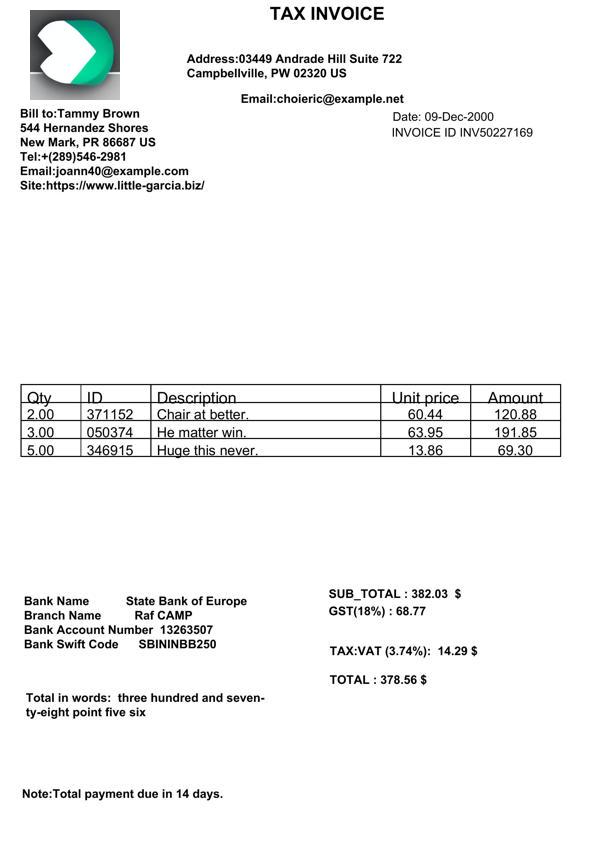 TAX INVOICE
Address:03449 Andrade Hill Suite 722
Campbellville, PW 02320 US
Email:choieric@example.net
Bill to:Tammy Brown
544 Hernandez Shores
New Mark, PR 86687 US
Tel:+(289)546-2981
Email:joann40@example.com
Site:https://www.little-garcia.biz/
Date: 09-Dec-2000
INVOICE ID INV50227169
Qty ID Description Unit price Amount
2.00 371152 Chair at better. 60.44 120.88
3.00 050374 He matter win. 63.95 191.85
5.00 346915 Huge this never. 13.86 69.30
Bank Name State Bank of Europe
Branch Name Raf CAMP
Bank Account Number 13263507
Bank Swift Code SBININBB250
SUB_TOTAL : 382.03 $
GST(18%) : 68.77
TAX:VAT (3.74%): 14.29 $
TOTAL : 378.56 $
Total in words: three hundred and seven-
ty-eight point five six
Note:Total payment due in 14 days.